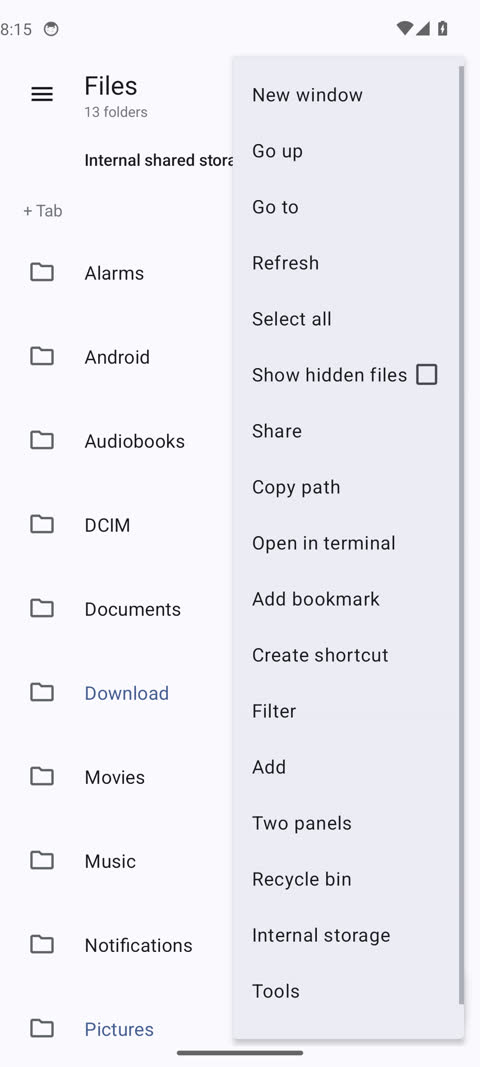 8:15
Files
13 folders
Internal shared stora
+ Tab
Alarms
Android
Audiobooks
DCIM
Documents
Download
Movies
Music
Notifications
Pictures
New window
Go up
Go to
Refresh
Select all
Show hidden files
Share
Copy path
Open in terminal
Add bookmark
Create shortcut
Filter
Add
Two panels
Recycle bin
Internal storage
Tools